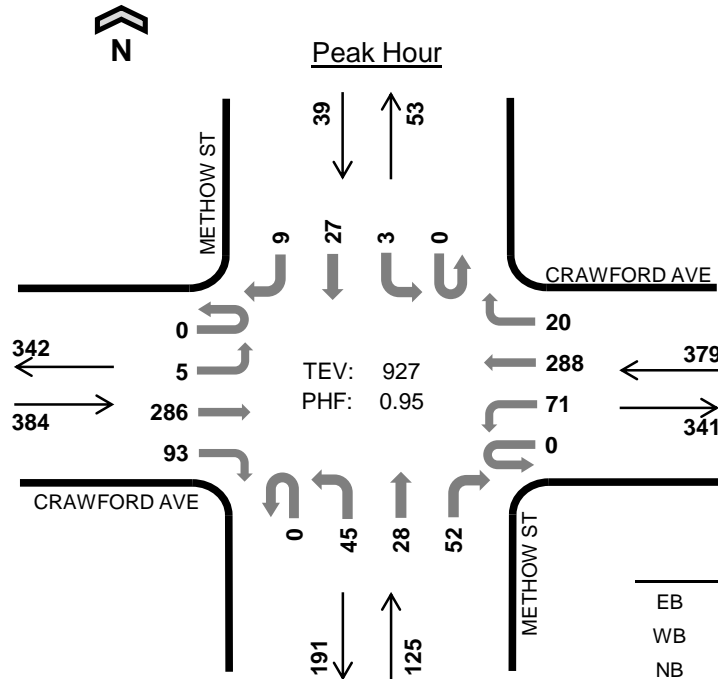 N
Peak Hour
39
53
METHOW ST
9
27
3
0
CRAWFORD AVE
0
20
342
5
TEV: 927
288
379
384
286
PHF: 0.95
71
341
93
0
CRAWFORD AVE
0
45
28
52
METHOW ST
191
125
EB
WB
NB